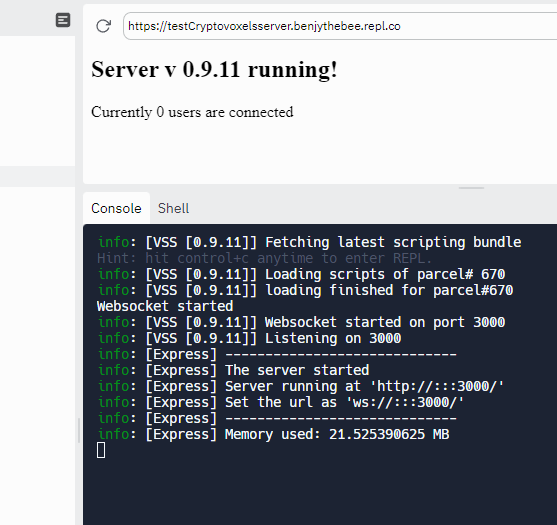 https://testCryptovoxelsserver.benjythebee.repl.co
Server v 0.9.11 running!
Currently 0 users are connected
Console Shell
info: [VSS [0.9.11]] Fetching latest scripting bundle
Hint: hit control+c anytime to enter REPL.
info: [VSS [0.9.11]] Loading scripts of parcel# 670
info: [VSS [0.9.11]] loading finished for parcel#670
Websocket started
info: [VSS [0.9.11]] Websocket started on port 3000
info: [VSS [0.9.11]] Listening on 3000
info: [Express] -----------------------------
info: [Express] The server started
info: [Express] Server running at 'http://:::3000/'
info: [Express] Set the url as 'ws://:::3000/'
info: [Express] -----------------------------
info: [Express] Memory used: 21.525390625 MB